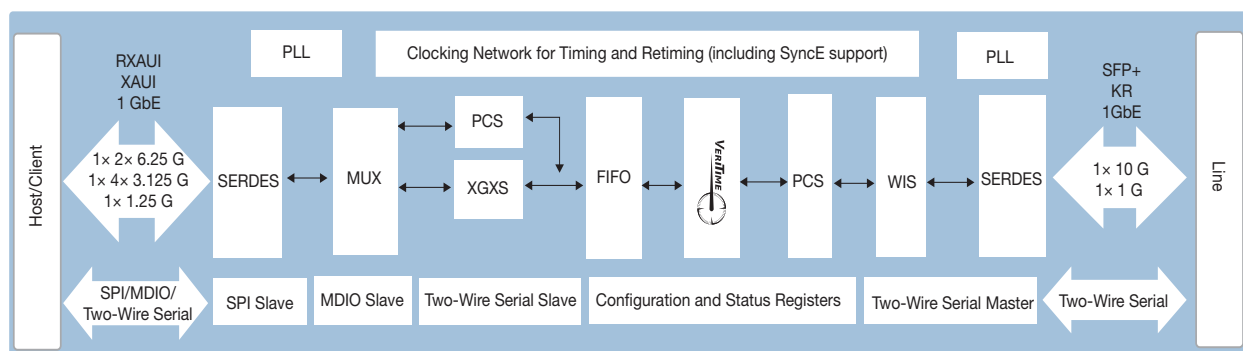 PLL
Clocking Network for Timing and Retiming (including SyncE support)
PLL
Host/Client
RXAUI
XAUI
1 GbE
1× 2× 6.25 G
1× 4× 3.125 G
1× 1.25 G
SERDES
MUX
PCS
XGXS
FIFO
VERITIME
PCS
WIS
SERDES
SFP+
KR
1GbE
1× 10 G
1× 1 G
Line
SPI/MDIO/
Two-Wire Serial
SPI Slave
MDIO Slave
Two-Wire Serial Slave
Configuration and Status Registers
Two-Wire Serial Master
Two-Wire Serial